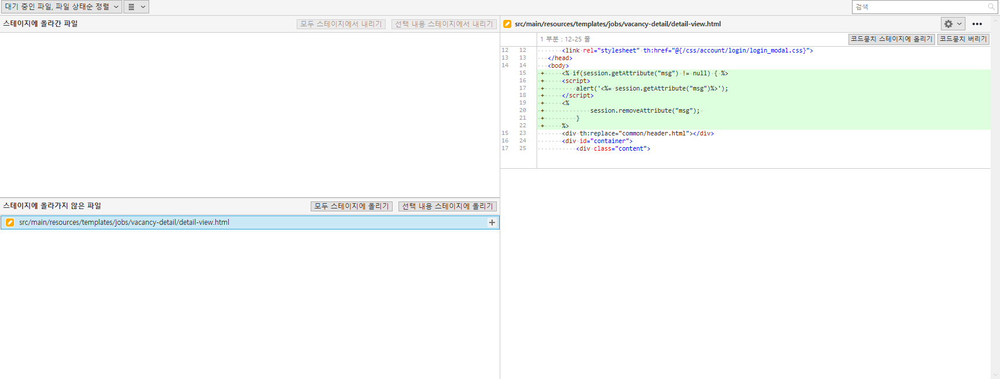 대기 중인 파일, 파일 상태순 정렬
검색
스테이지에 올라간 파일
모두 스테이지에서 내리기
선택 내용 스테이지에서 내리기
스테이지에 올라가지 않은 파일
모두 스테이지에 올리기
선택 내용 스테이지에 올리기
src/main/resources/templates/jobs/vacancy-detail/detail-view.html
src/main/resources/templates/jobs/vacancy-detail/detail-view.html
1 부분 : 12-25 줄
코드뭉치 스테이지에 올리기
코드뭉치 버리기
12 12 <link rel="stylesheet" th:href="@{/css/account/login/login_modal.css}">
13 13 </head>
14 14 <body>
15 + <% if(session.getAttribute("msg") != null) { %>
16 + <script>
17 + alert('<%= session.getAttribute("msg")%>');
18 + </script>
19 + <%
20 + session.removeAttribute("msg");
21 + }
22 + %>
15 23 <div th:replace="common/header.html"></div>
16 24 <div id="container">
17 25 <div class="content">